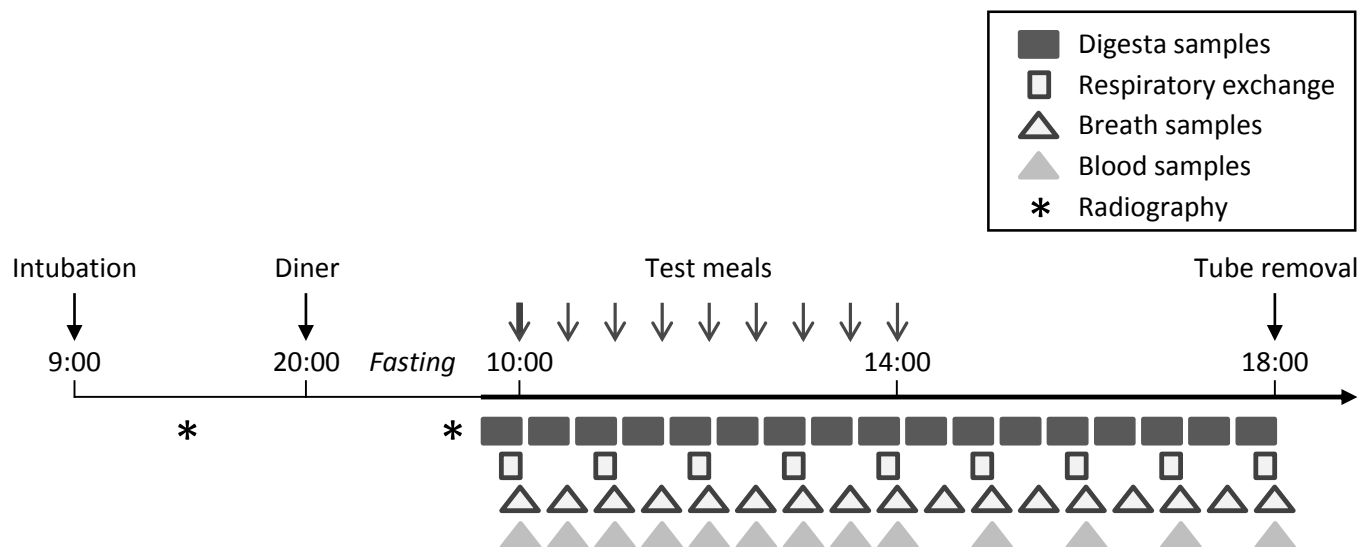 Digesta samples
Respiratory exchange
Breath samples
Blood samples
* Radiography
Intubation Diner Test meals Tube removal
9:00 20:00 Fasting 10:00 14:00 18:00
* *